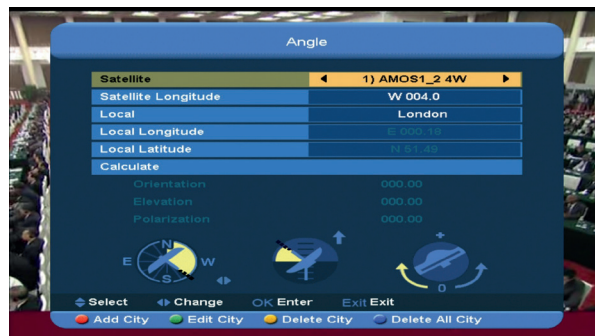 Angle
Satellite 1) AMOS1_2 4W
Satellite Longitude W 004.0
Local London
Local Longitude E 000.18
Local Latitude N 51.49
Calculate
Orientation 000.00
Elevation 000.00
Polarization 000.00
N
E W
S
+
0
Select Change OK Enter Exit Exit
Add City Edit City Delete City Delete All City